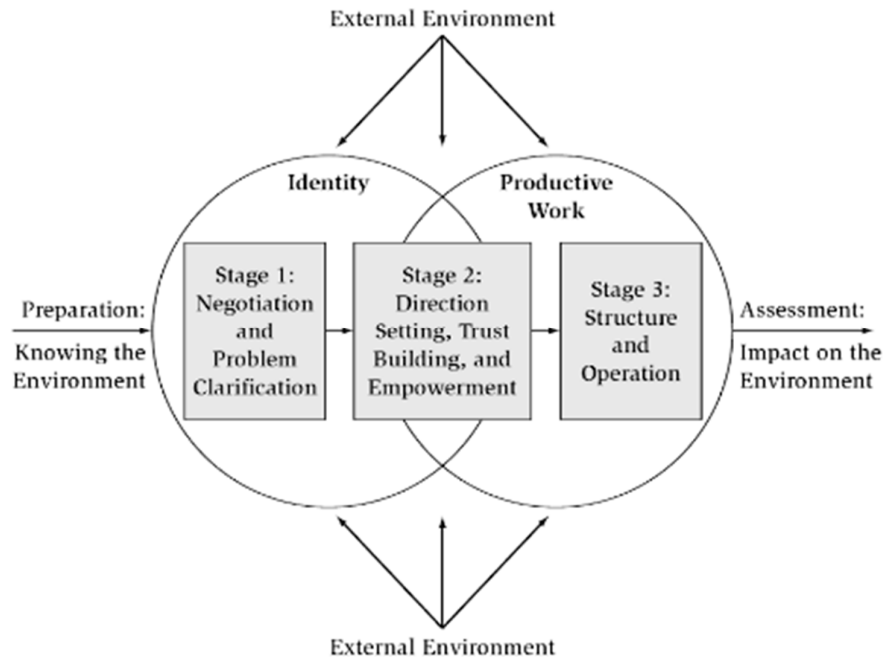 External Environment
Identity
Productive
Work
Preparation:
Knowing the
Environment
Stage 1:
Negotiation
and
Problem
Clarification
Stage 2:
Direction
Setting, Trust
Building, and
Empowerment
Stage 3:
Structure
and
Operation
Assessment:
Impact on the
Environment
External Environment